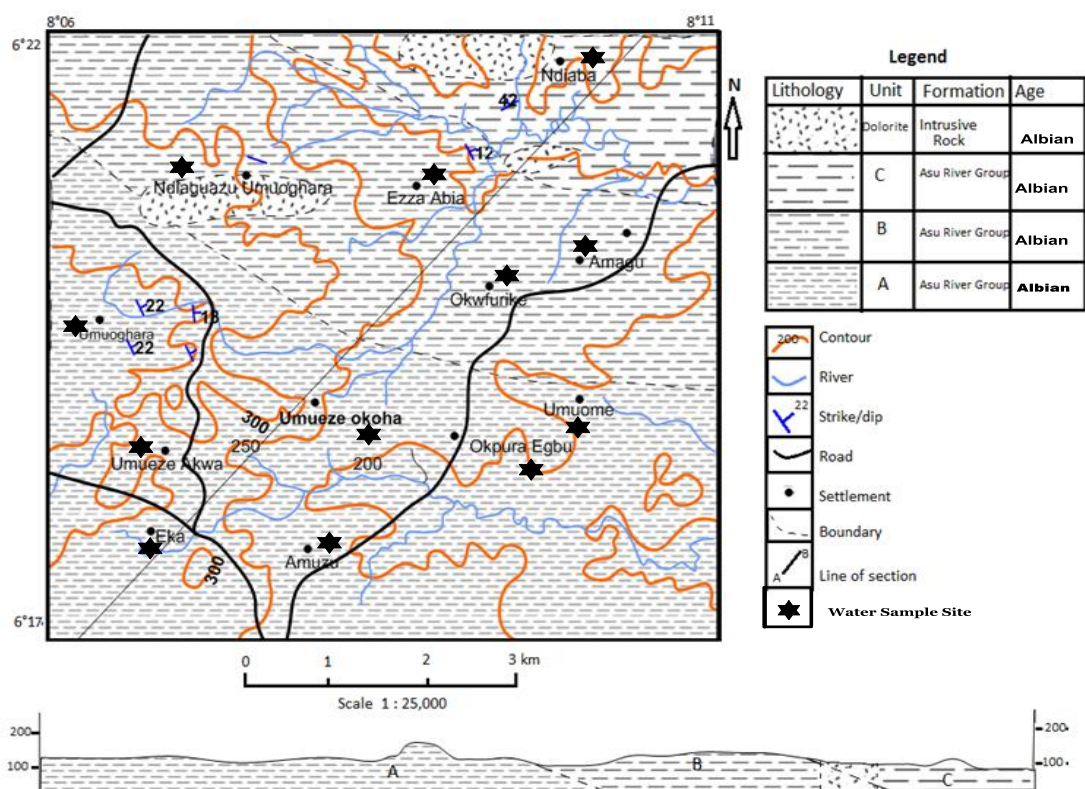 8°06
8°11
6°22
Ndiaba
42
12
Ndiaguazu Umuoghara
Ezza Abia
Amagu
Okwfurike
22
18
Umuoghara
22
300
Umueze okoha
Umuome
250
200
Okpura Egbu
Umueze Akwa
Eka
Amuzu
300
6°17
0 1 2 3 km
Scale 1 : 25,000
N
Legend
Lithology Unit Formation Age
Dolorite Intrusive Rock Albian
C Asu River Group Albian
B Asu River Group Albian
A Asu River Group Albian
200 Contour
River
22 Strike/dip
Road
Settlement
Boundary
A B Line of section
Water Sample Site
200
100
A
B
C
200
100